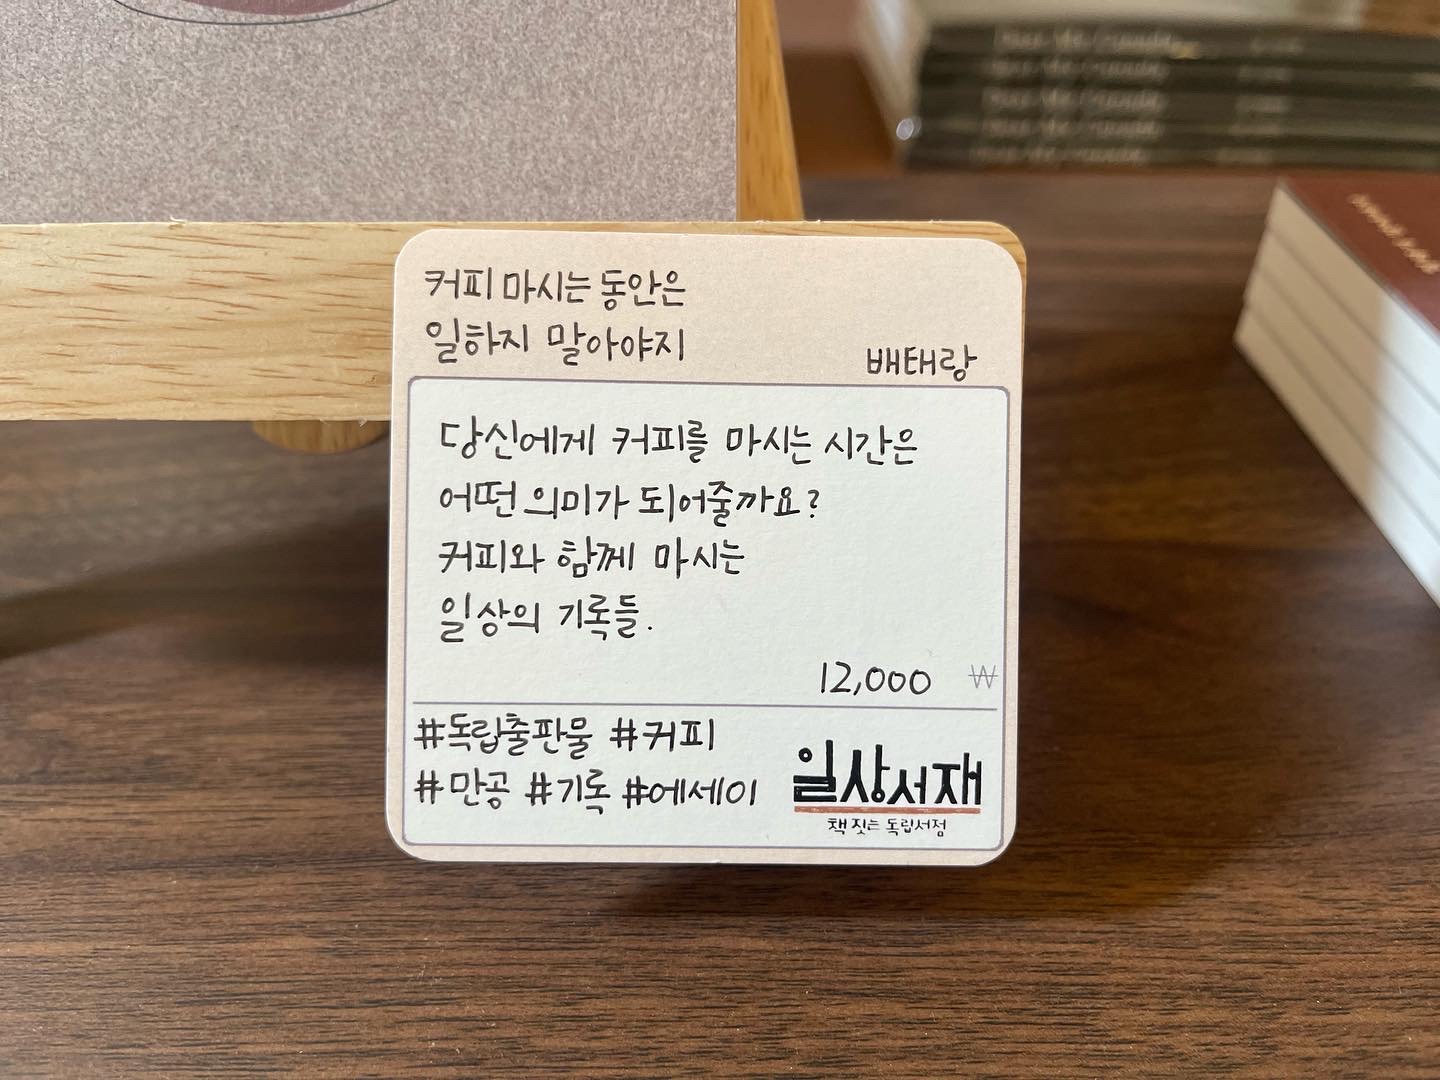 커피 마시는 동안은
일하지 말아야지
배태랑
당신에게 커피를 마시는 시간은
어떤 의미가 되어줄까요?
커피와 함께 마시는
일상의 기록들.
12,000 ₩
#독립출판물 #커피
#만공 #기록 #에세이
일상서재
책 짓는 독립서점